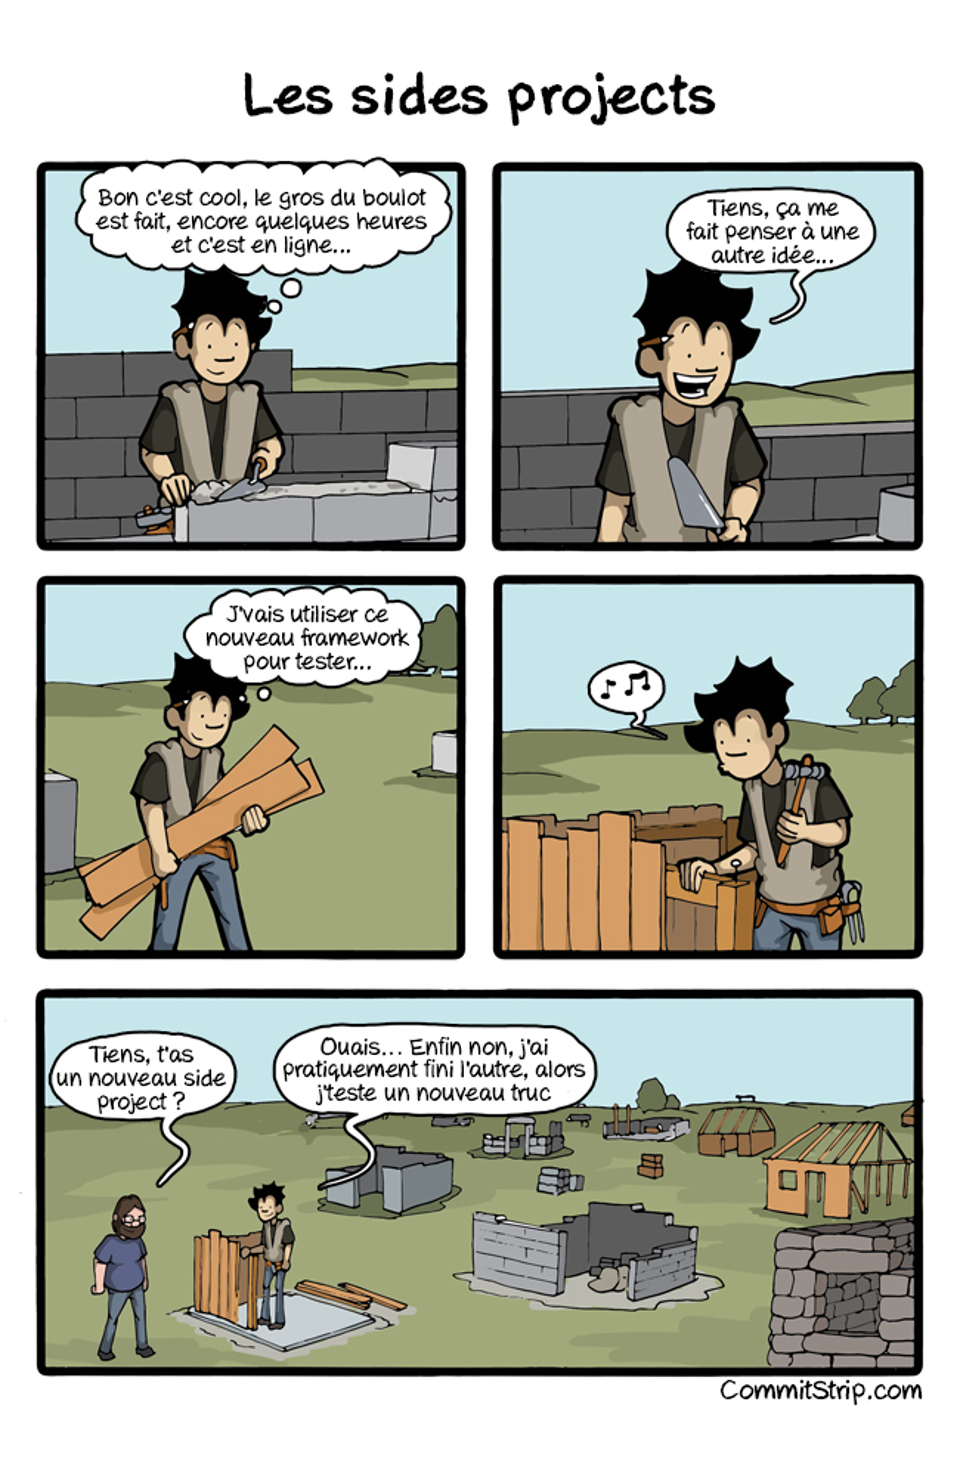 Les sides projects
Bon c'est cool, le gros du boulot
est fait, encore quelques heures
et c'est en ligne...
Tiens, ça me
fait penser à une
autre idée...
J'vais utiliser ce
nouveau framework
pour tester...
Tiens, t'as
un nouveau side
project ?
Ouais... Enfin non, j'ai
pratiquement fini l'autre, alors
j'teste un nouveau truc
CommitStrip.com